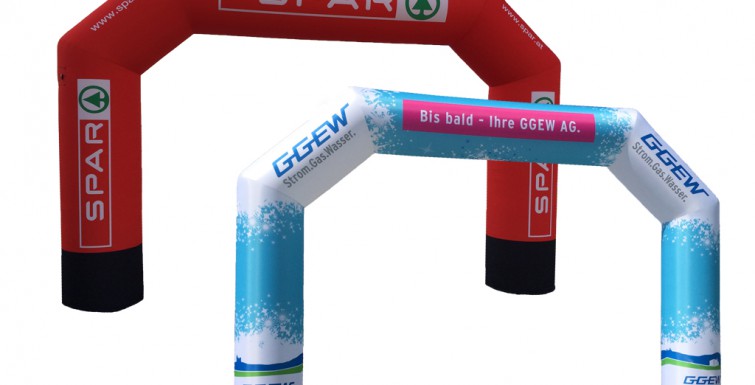 www.spar.at
SPAR
www.spar.at
SPAR
SPAR
GGEW
Strom.Gas.Wasser.
Bis bald - Ihre GGEW AG.
GGEW
Strom.Gas.Wasser.
GGEW